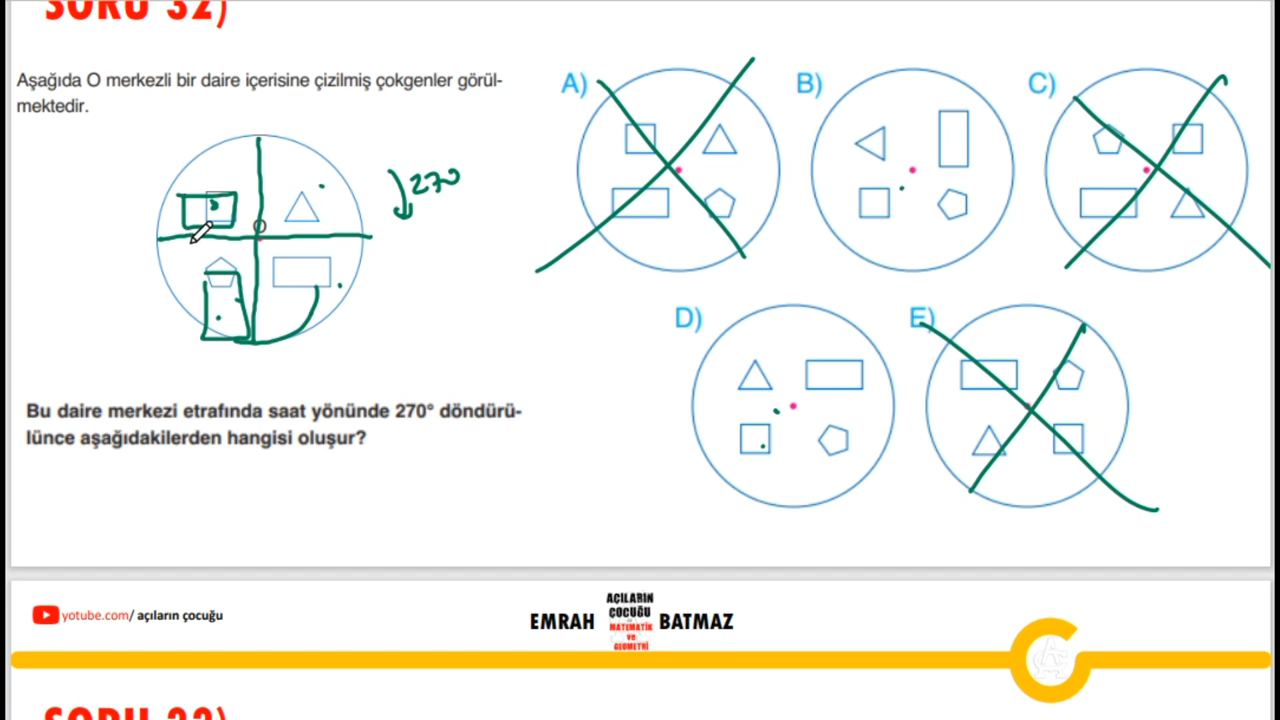 SORU 32)
Aşağıda O merkezli bir daire içerisine çizilmiş çokgenler görül-
mektedir.
O
270
Bu daire merkezi etrafında saat yönünde 270° döndürü-
lünce aşağıdakilerden hangisi oluşur?
A)
B)
C)
D)
E)
yotube.com/ açıların çocuğu
EMRAH
AÇILARIN
ÇOCUĞU
MATEMATİK
ve
GEOMETRİ
BATMAZ
SORU 33)